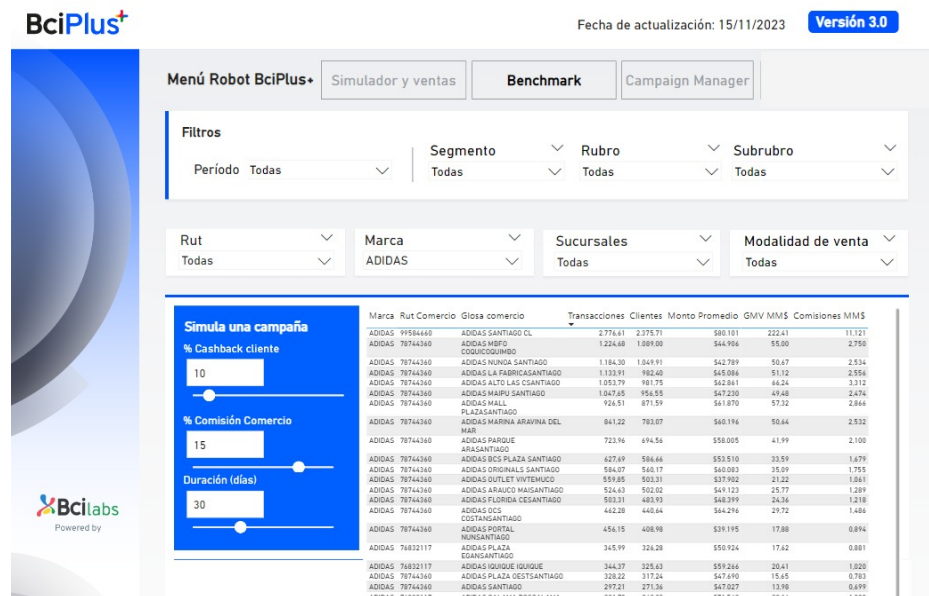 BciPlus+
Fecha de actualización: 15/11/2023
Versión 3.0
Menú Robot BciPlus+
Simulador y ventas
Benchmark
Campaign Manager
Filtros
Período Todas
Segmento
Todas
Rubro
Todas
Subrubro
Todas
Rut
Todas
Marca
ADIDAS
Sucursales
Todas
Modalidad de venta
Todas
Simula una campaña
% Cashback cliente
10
% Comisión Comercio
15
Duración (días)
30
Bcilabs
Powered by
Marca Rut Comercio Glosa comercio Transacciones Clientes Monto Promedio GMV MM$ Comisiones MM$
ADIDAS 99584660 ADIDAS SANTIAGO CL 2.776,61 2.375,71 $80.101 222,41 11,121
ADIDAS 78744360 ADIDAS MBFO COQUICOQUIMBO 1.224,68 1.089,00 $44.906 55,00 2,750
ADIDAS 78744360 ADIDAS NUNOA SANTIAGO 1.184,30 1.049,91 $42.789 50,67 2,534
ADIDAS 78744360 ADIDAS LA FABRICASANTIAGO 1.133,91 982,40 $45.086 51,12 2,556
ADIDAS 78744360 ADIDAS ALTO LAS CSANTIAGO 1.053,79 981,75 $62.861 66,24 3,312
ADIDAS 78744360 ADIDAS MAIPU SANTIAGO 1.047,65 956,55 $47.230 49,48 2,474
ADIDAS 78744360 ADIDAS MALL PLAZASANTIAGO 926,51 871,59 $61.870 57,32 2,866
ADIDAS 78744360 ADIDAS MARINA ARAVINA DEL MAR 841,22 783,07 $60.196 50,64 2,532
ADIDAS 78744360 ADIDAS PARQUE ARASANTIAGO 723,96 694,56 $58.005 41,99 2,100
ADIDAS 78744360 ADIDAS BCS PLAZA SANTIAGO 627,69 586,66 $53.510 33,59 1,679
ADIDAS 78744360 ADIDAS ORIGINALS SANTIAGO 584,07 560,17 $60.083 35,09 1,755
ADIDAS 78744360 ADIDAS OUTLET VIVTEMUCO 559,85 503,31 $37.902 21,22 1,061
ADIDAS 78744360 ADIDAS ARAUCO MAISANTIAGO 524,63 502,02 $49.123 25,77 1,289
ADIDAS 78744360 ADIDAS FLORIDA CESANTIAGO 503,31 483,93 $48.399 24,36 1,218
ADIDAS 78744360 ADIDAS OCS COSTANSANTIAGO 462,28 440,64 $64.296 29,72 1,486
ADIDAS 78744360 ADIDAS PORTAL NUNSANTIAGO 456,15 408,98 $39.195 17,88 0,894
ADIDAS 76832117 ADIDAS PLAZA EGANSANTIAGO 345,99 326,28 $50.924 17,62 0,881
ADIDAS 76832117 ADIDAS IQUIQUE IQUIQUE 344,37 325,63 $59.266 20,41 1,020
ADIDAS 78744360 ADIDAS PLAZA OESTSANTIAGO 328,22 317,24 $47.690 15,65 0,783
ADIDAS 78744360 ADIDAS SANTIAGO 297,21 271,36 $47.027 13,98 0,699